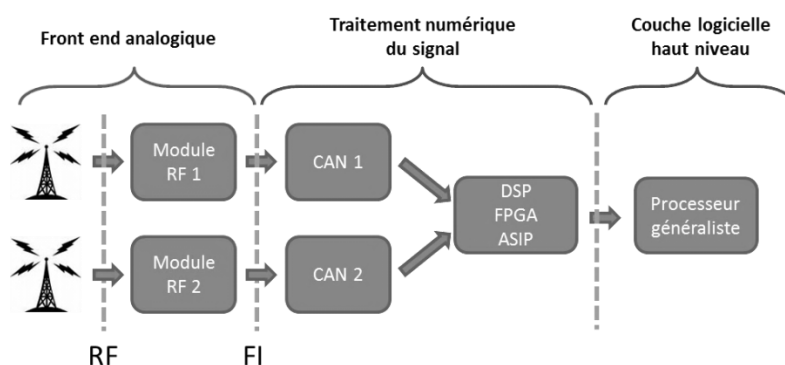 Front end analogique
Traitement numérique
du signal
Couche logicielle
haut niveau
Module
RF 1
CAN 1
DSP
FPGA
ASIP
Processeur
généraliste
Module
RF 2
CAN 2
RF
FI